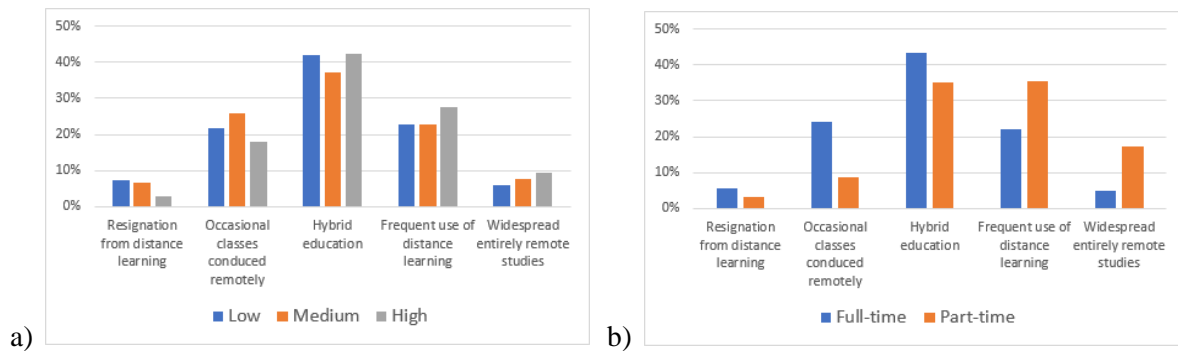 50%
40%
30%
20%
10%
0%
Resignation from distance learning
Occasional classes conduced remotely
Hybrid education
Frequent use of distance learning
Widespread entirely remote studies
Low Medium High
a)
50%
40%
30%
20%
10%
0%
Resignation from distance learning
Occasional classes conduced remotely
Hybrid education
Frequent use of distance learning
Widespread entirely remote studies
Full-time Part-time
b)